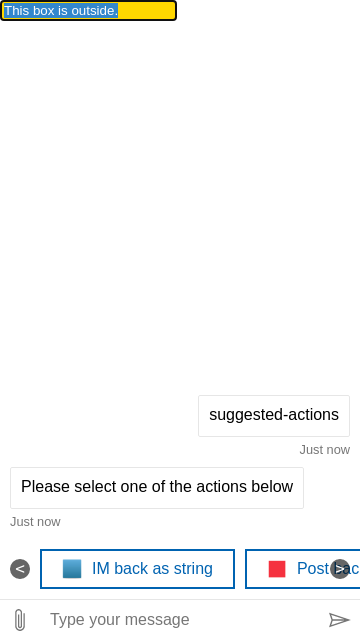 This box is outside.
suggested-actions
Just now
Please select one of the actions below
Just now
< IM back as string Post >
Type your message